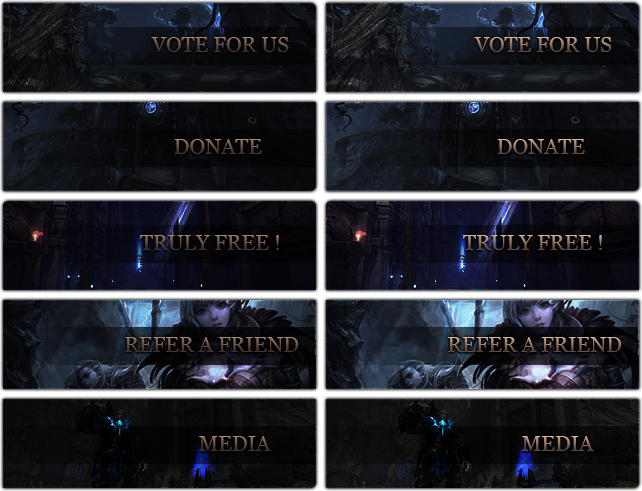 VOTE FOR US VOTE FOR US
DONATE DONATE
TRULY FREE ! TRULY FREE !
REFER A FRIEND REFER A FRIEND
MEDIA MEDIA